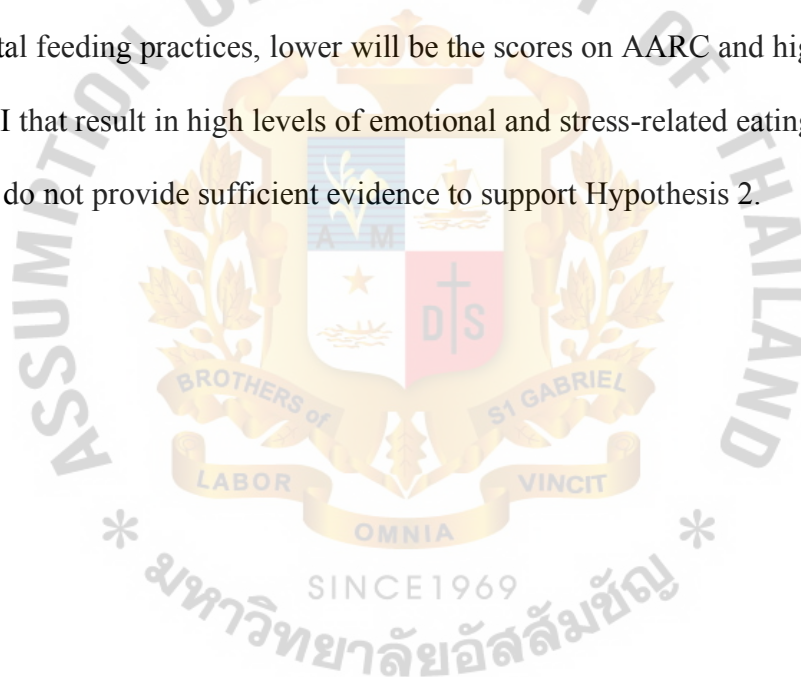 tal feeding practices, lower will be the scores on AARC and hig
I that result in high levels of emotional and stress-related eating
do not provide sufficient evidence to support Hypothesis 2.
ASSUMPTION
OF THAILAND
A M
D S
BROTHERS of
ST GABRIEL
LABOR
VINCIT
OMNIA
* SINCE1969 *
มหาวิทยาลัยอัสสัมชัญ